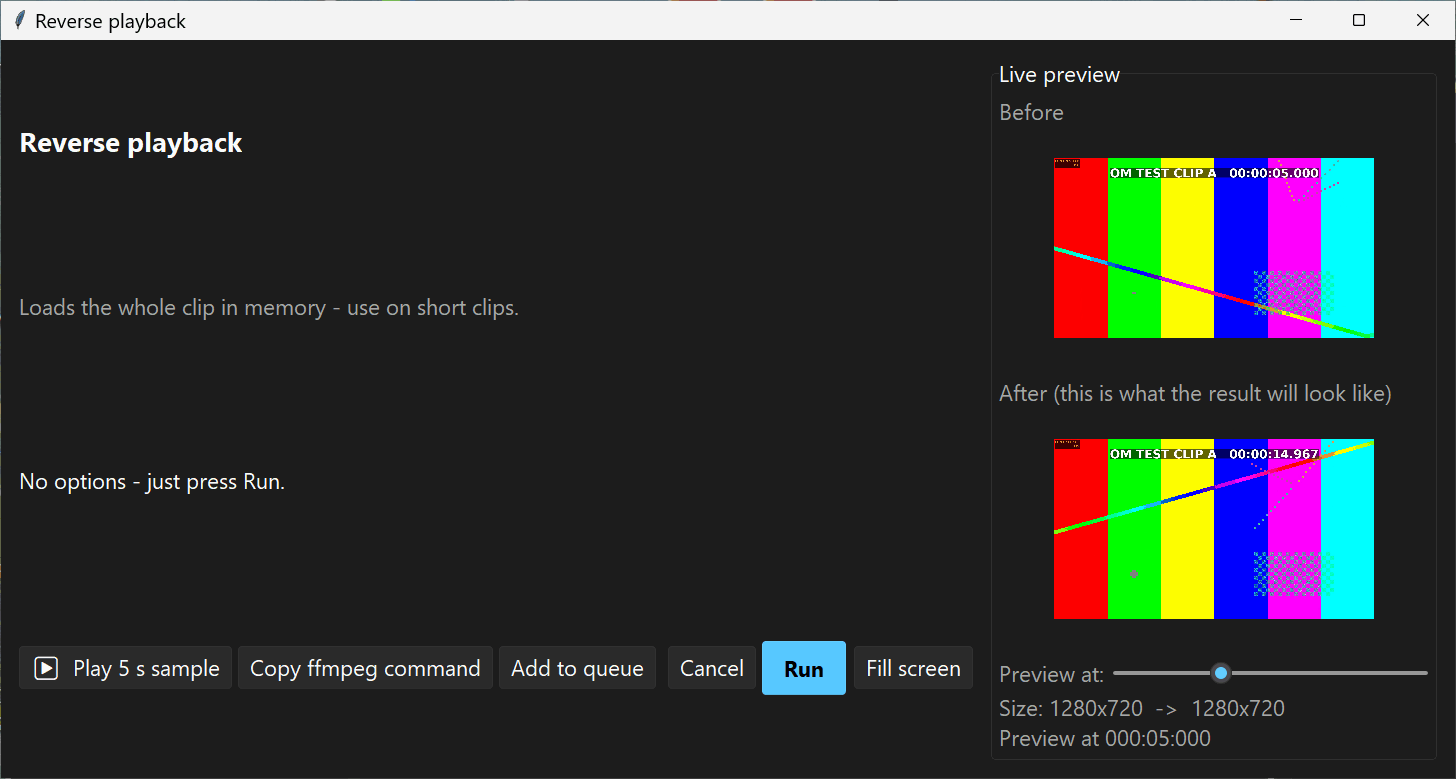 Reverse playback
Reverse playback
Loads the whole clip in memory - use on short clips.
No options - just press Run.
Play 5 s sample
Copy ffmpeg command
Add to queue
Cancel
Run
Fill screen
Live preview
Before
OM TEST CLIP A 00:00:05.000
After (this is what the result will look like)
OM TEST CLIP A 00:00:14.967
Preview at:
Size: 1280x720 -> 1280x720
Preview at 000:05:000